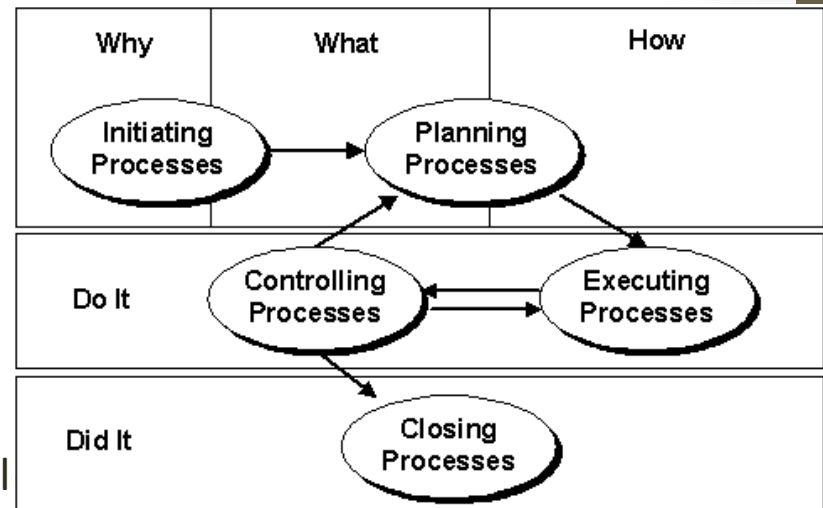 Why
What
How
Initiating
Processes
Planning
Processes
Do It
Controlling
Processes
Executing
Processes
Did It
Closing
Processes